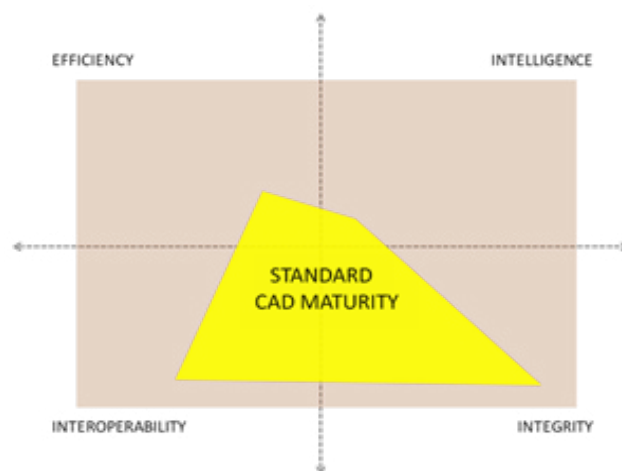 EFFICIENCY
INTELLIGENCE
STANDARD
CAD MATURITY
INTEROPERABILITY
INTEGRITY